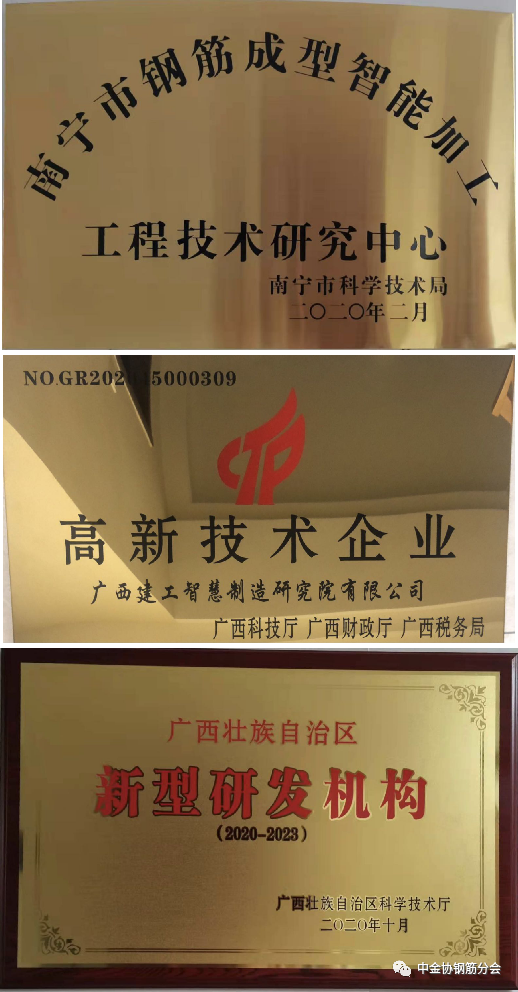 南宁市钢筋成型智能加工
工程技术研究中心
南宁市科学技术局
二〇二〇年二月
NO.GR202045000309
高新技术企业
广西建工智慧制造研究院有限公司
广西科技厅 广西财政厅 广西税务局
广西壮族自治区
新型研发机构
(2020-2023)
广西壮族自治区科学技术厅
二〇二〇年十月
中金协钢筋分会